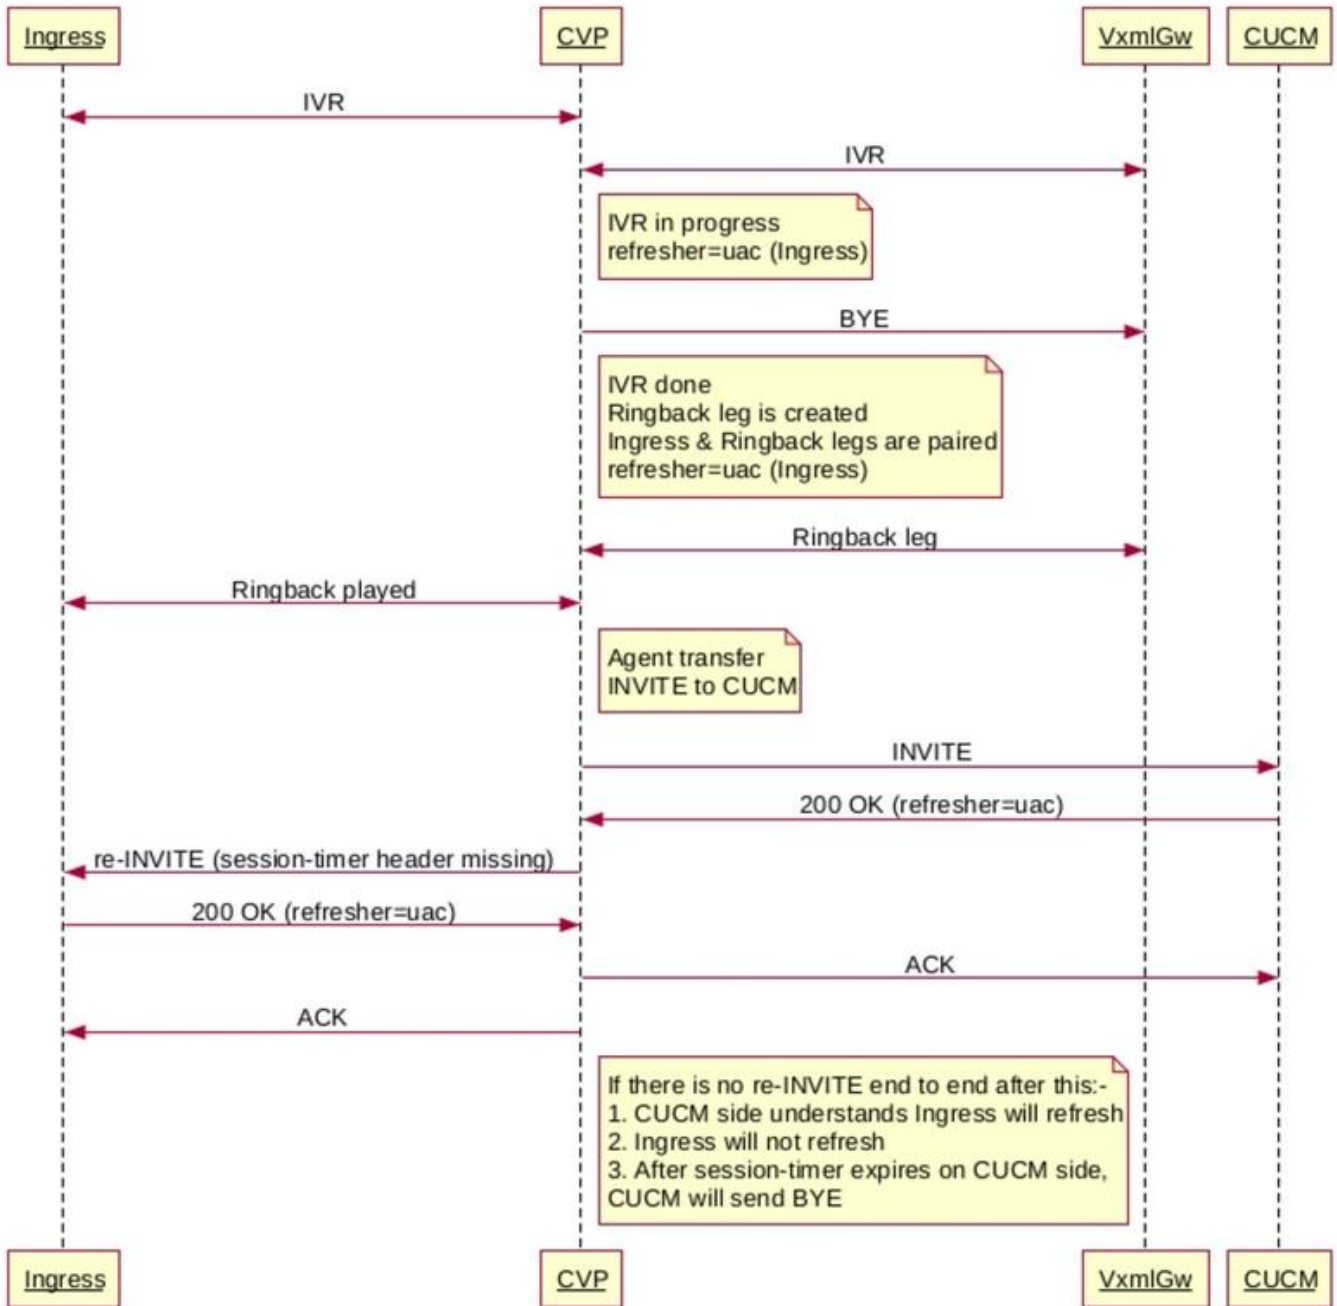 Ingress CVP VxmlGw CUCM
IVR
IVR
IVR in progress
refresher=uac (Ingress)
BYE
IVR done
Ringback leg is created
Ingress & Ringback legs are paired
refresher=uac (Ingress)
Ringback leg
Ringback played
Agent transfer
INVITE to CUCM
INVITE
200 OK (refresher=uac)
re-INVITE (session-timer header missing)
200 OK (refresher=uac)
ACK
ACK
If there is no re-INVITE end to end after this:-
1. CUCM side understands Ingress will refresh
2. Ingress will not refresh
3. After session-timer expires on CUCM side,
CUCM will send BYE
Ingress CVP VxmlGw CUCM